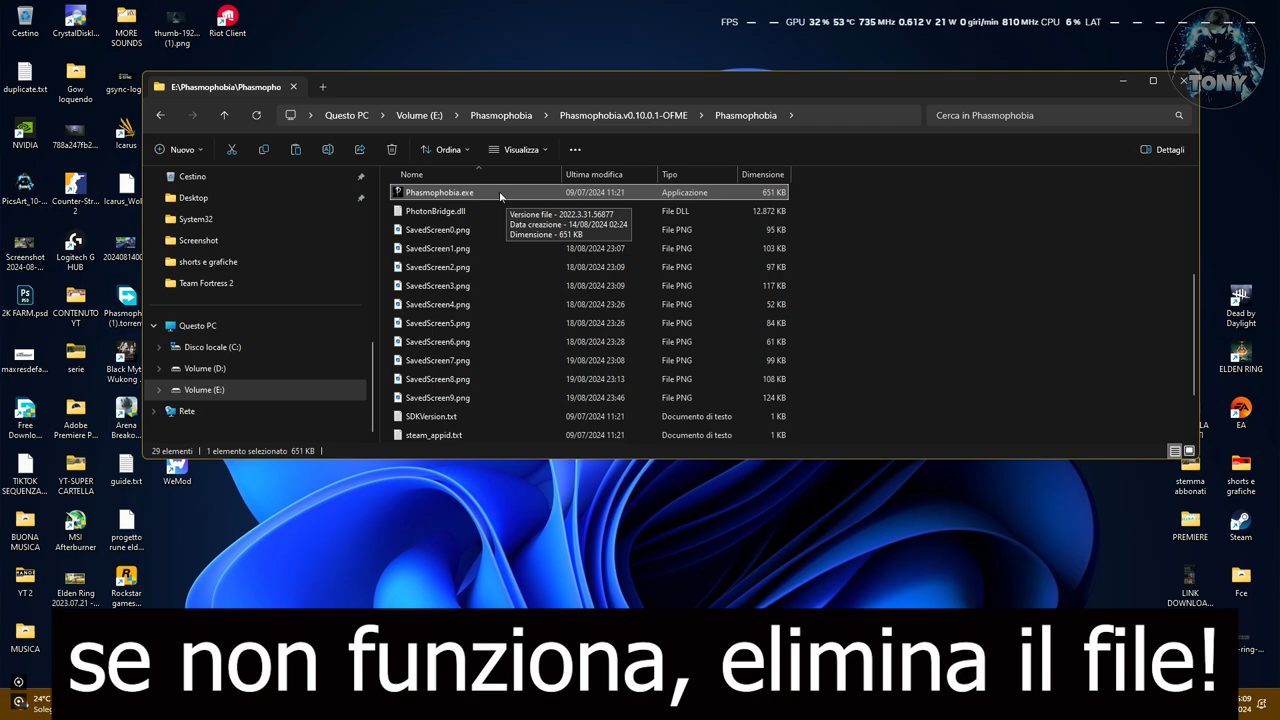 Cestino
CrystalDiskI...
MORE
SOUNDS
thumb-192...
(1).png
Riot Client
FPS — — GPU 32 % 53 °C 735 MHz 0.612 V 21 W 0 giri/min 810 MHz CPU 6 % LAT — — — — — — —
TONY
duplicate.txt
Gow
loquendo
gsync-log...
NVIDIA
788a247fb2...
Icarus
PicsArt_10-...
Counter-Str...
2
Icarus_Wol...
Screenshot
2024-08-...
Logitech G
HUB
2024081400...
2K FARM.psd
CONTENUTO
YT
Phasmoph...
(1).torrent
maxresdefa...
serie
Black Myth
Wukong
Free
Downlo...
Adobe
Premiere P...
Arena
Breako...
TIKTOK
SEQUENZA...
YT-SUPER
CARTELLA
guide.txt
WeMod
BUONA
MUSICA
MSI
Afterburner
progetto
rune eld...
YT 2
Elden Ring
2023.07.21 -...
Rockstar
games...
MUSICA
E:\Phasmophobia\Phasmopho
Questo PC
Volume (E:)
Phasmophobia
Phasmophobia.v0.10.0.1-OFME
Phasmophobia
Cerca in Phasmophobia
Nuovo
Ordina
Visualizza
Dettagli
Cestino
Desktop
System32
Screenshot
shorts e grafiche
Team Fortress 2
Questo PC
Disco locale (C:)
Volume (D:)
Volume (E:)
Rete
Nome Ultima modifica Tipo Dimensione
Phasmophobia.exe 09/07/2024 11:21 Applicazione 651 KB
PhotonBridge.dll File DLL 12.872 KB
Versione file - 2022.3.31.56877
Data creazione - 14/08/2024 02:24
Dimensione - 651 KB
SavedScreen0.png File PNG 95 KB
SavedScreen1.png 18/08/2024 23:07 File PNG 103 KB
SavedScreen2.png 18/08/2024 23:09 File PNG 97 KB
SavedScreen3.png 18/08/2024 23:09 File PNG 117 KB
SavedScreen4.png 18/08/2024 23:26 File PNG 52 KB
SavedScreen5.png 18/08/2024 23:26 File PNG 84 KB
SavedScreen6.png 18/08/2024 23:28 File PNG 61 KB
SavedScreen7.png 19/08/2024 23:08 File PNG 99 KB
SavedScreen8.png 19/08/2024 23:13 File PNG 108 KB
SavedScreen9.png 19/08/2024 23:46 File PNG 124 KB
SDKVersion.txt 09/07/2024 11:21 Documento di testo 1 KB
steam_appid.txt 09/07/2024 11:21 Documento di testo 1 KB
29 elementi 1 elemento selezionato 651 KB
Dead by
Daylight
ELDEN RING
EA
stemma
abbonati
shorts e
grafiche
PREMIERE
Steam
LINK
DOWNLOA...
Fce
se non funziona, elimina il file!
24°C